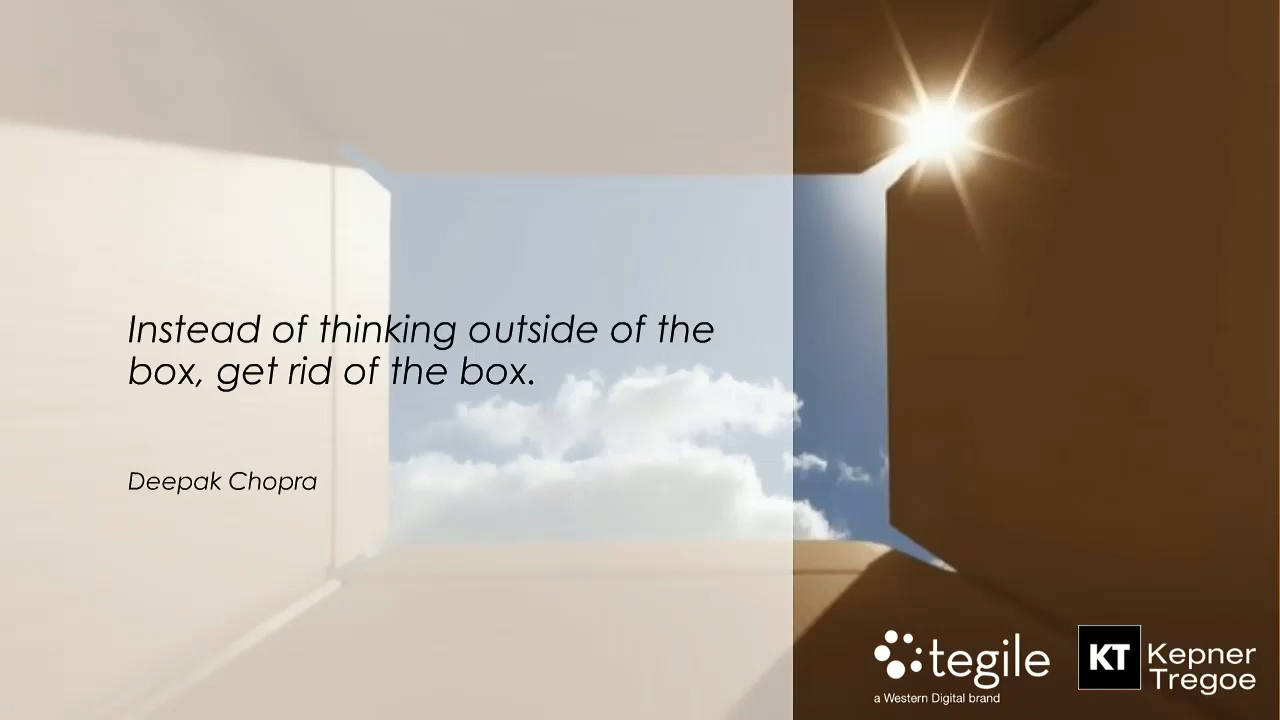 Instead of thinking outside of the
box, get rid of the box.
Deepak Chopra
tegile
a Western Digital brand
KT
Kepner
Tregoe